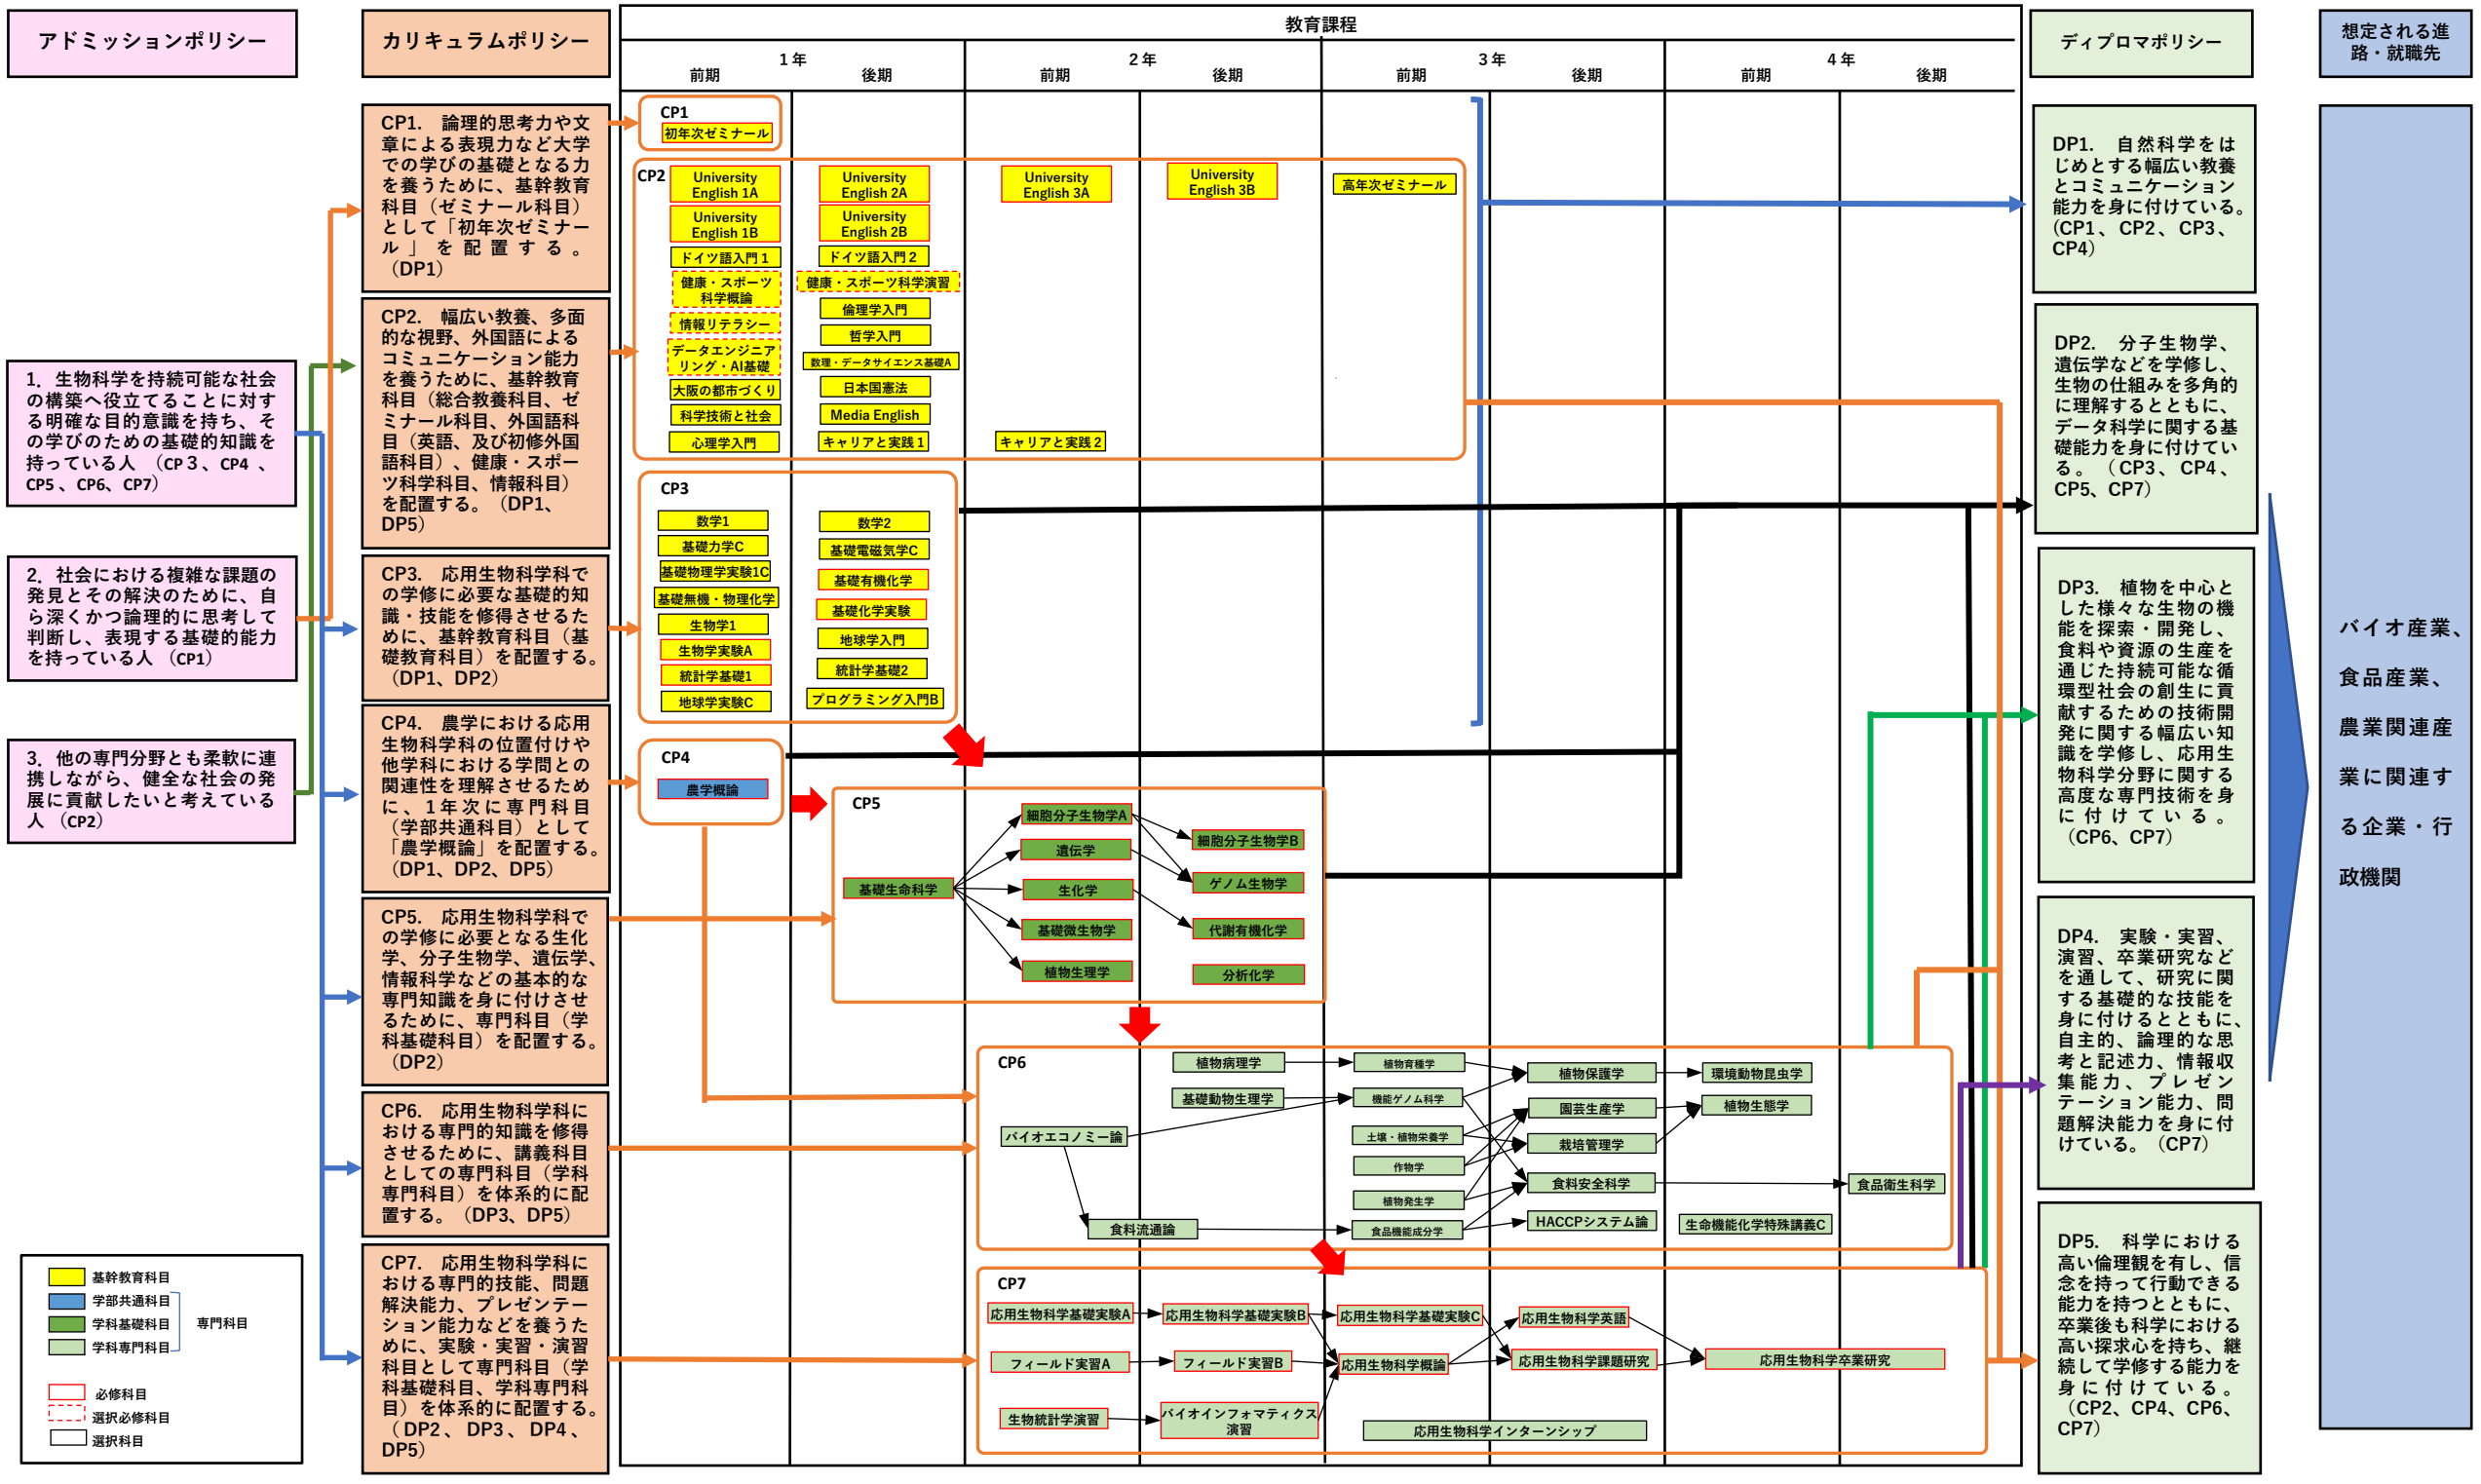 アドミッションポリシー
1. 生物科学を持続可能な社会
の構築へ役立てることに対す
る明確な目的意識を持ち、そ
の学びのための基礎的知識を
持っている人 （CP３、CP4 、
CP5 、CP6、CP7）
2. 社会における複雑な課題の
発見とその解決のために、自
ら深くかつ論理的に思考して
判断し、表現する基礎的能力
を持っている人 （CP1）
3. 他の専門分野とも柔軟に連
携しながら、健全な社会の発
展に貢献したいと考えている
人 （CP2）
基幹教育科目
学部共通科目
学科基礎科目
学科専門科目
専門科目
必修科目
選択必修科目
選択科目
カリキュラムポリシー
CP1. 論理的思考力や文
章による表現力など大学
での学びの基礎となる力
を養うために、基幹教育
科目（ゼミナール科目）
として「初年次ゼミナー
ル」を配置する。
（DP1）
CP2. 幅広い教養、多面
的な視野、外国語による
コミュニケーション能力
を養うために、基幹教育
科目（総合教養科目、ゼ
ミナール科目、外国語科
目（英語、及び初修外国
語科目）、健康・スポー
ツ科学科目、情報科目）
を配置する。（DP1、
DP5）
CP3. 応用生物科学科で
の学修に必要な基礎的知
識・技能を修得させるた
めに、基幹教育科目（基
礎教育科目）を配置する。
（DP1、DP2）
CP4. 農学における応用
生物科学科の位置付けや
他学科における学問との
関連性を理解させるため
に、1年次に専門科目
（学部共通科目）として
「農学概論」を配置する。
（DP1、DP2、DP5）
CP5. 応用生物科学科で
の学修に必要となる生化
学、分子生物学、遺伝学、
情報科学などの基本的な
専門知識を身に付けさせ
るために、専門科目（学
科基礎科目）を配置する。
（DP2）
CP6. 応用生物科学科に
おける専門的知識を修得
させるために、講義科目
としての専門科目（学科
専門科目）を体系的に配
置する。（DP3、DP5）
CP7. 応用生物科学科に
おける専門的技能、問題
解決能力、プレゼンテー
ション能力などを養うた
めに、実験・実習・演習
科目として専門科目（学
科基礎科目、学科専門科
目）を体系的に配置する。
（DP2、DP3、DP4、
DP5）
教育課程
１年
２年
３年
４年
前期
後期
前期
後期
前期
後期
前期
後期
CP1
初年次ゼミナール
CP2
University
English 1A
University
English 2A
University
English 3A
University
English 3B
高年次ゼミナール
University
English 1B
University
English 2B
ドイツ語入門１
ドイツ語入門２
健康・スポーツ
科学概論
健康・スポーツ科学演習
情報リテラシー
倫理学入門
哲学入門
データエンジニア
リング・AI基礎
数理・データサイエンス基礎A
大阪の都市づくり
日本国憲法
科学技術と社会
Media English
心理学入門
キャリアと実践１
キャリアと実践２
CP3
数学1
数学2
基礎力学C
基礎電磁気学C
基礎物理学実験1C
基礎有機化学
基礎無機・物理化学
基礎化学実験
生物学1
地球学入門
生物学実験A
統計学基礎1
統計学基礎2
地球学実験C
プログラミング入門B
CP4
農学概論
CP5
基礎生命科学
細胞分子生物学A
遺伝学
生化学
基礎微生物学
植物生理学
細胞分子生物学B
ゲノム生物学
代謝有機化学
分析化学
CP6
植物病理学
植物育種学
植物保護学
環境動物昆虫学
基礎動物生理学
機能ゲノム科学
園芸生産学
植物生態学
バイオエコノミー論
土壌・植物栄養学
栽培管理学
作物学
食料安全科学
食品衛生科学
植物発生学
食料流通論
食品機能成分学
HACCPシステム論
生命機能化学特殊講義C
CP7
応用生物科学基礎実験A
応用生物科学基礎実験B
応用生物科学基礎実験C
応用生物科学英語
フィールド実習A
フィールド実習B
応用生物科学概論
応用生物科学課題研究
応用生物科学卒業研究
生物統計学演習
バイオインフォマティクス
演習
応用生物科学インターンシップ
ディプロマポリシー
DP1. 自然科学をは
じめとする幅広い教養
とコミュニケーション
能力を身に付けている。
(CP1、CP2、CP3、
CP4）
DP2. 分子生物学、
遺伝学などを学修し、
生物の仕組みを多角的
に理解するとともに、
データ科学に関する基
礎能力を身に付けてい
る。（CP3、CP4、
CP5、CP7）
DP3. 植物を中心と
した様々な生物の機
能を探索・開発し、
食料や資源の生産を
通じた持続可能な循
環型社会の創生に貢
献するための技術開
発に関する幅広い知
識を学修し、応用生
物科学分野に関する
高度な専門技術を身
に付けている。
（CP6、CP7）
DP4. 実験・実習、
演習、卒業研究など
を通して、研究に関
する基礎的な技能を
身に付けるとともに、
自主的、論理的な思
考と記述力、情報収
集能力、プレゼン
テーション能力、問
題解決能力を身に付
けている。（CP7）
DP5. 科学における
高い倫理観を有し、信
念を持って行動できる
能力を持つとともに、
卒業後も科学における
高い探求心を持ち、継
続して学修する能力を
身に付けている。
（CP2、CP4、CP6、
CP7）
想定される進
路・就職先
バイオ産業、
食品産業、
農業関連産
業に関連す
る企業・行
政機関